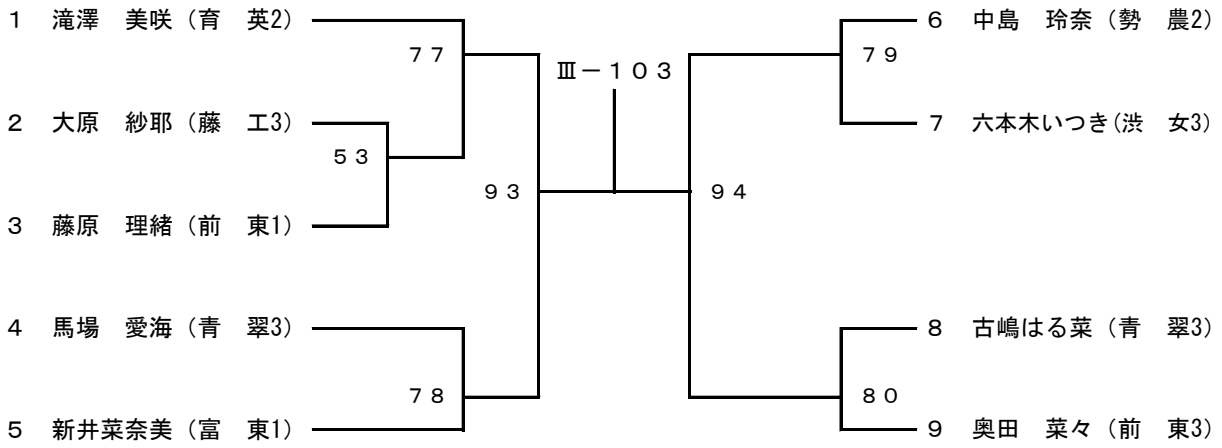 1 滝澤　美咲（育　英2）
77
2 大原　紗耶（藤　工3）
53
3 藤原　理緒（前　東1）
93
4 馬場　愛海（青　翠3）
78
5 新井菜奈美（富　東1）
Ⅲ－１０３
6 中島　玲奈（勢　農2）
79
7 六本木いつき(渋　女3)
94
8 古嶋はる菜（青　翠3）
80
9 奥田　菜々（前　東3）